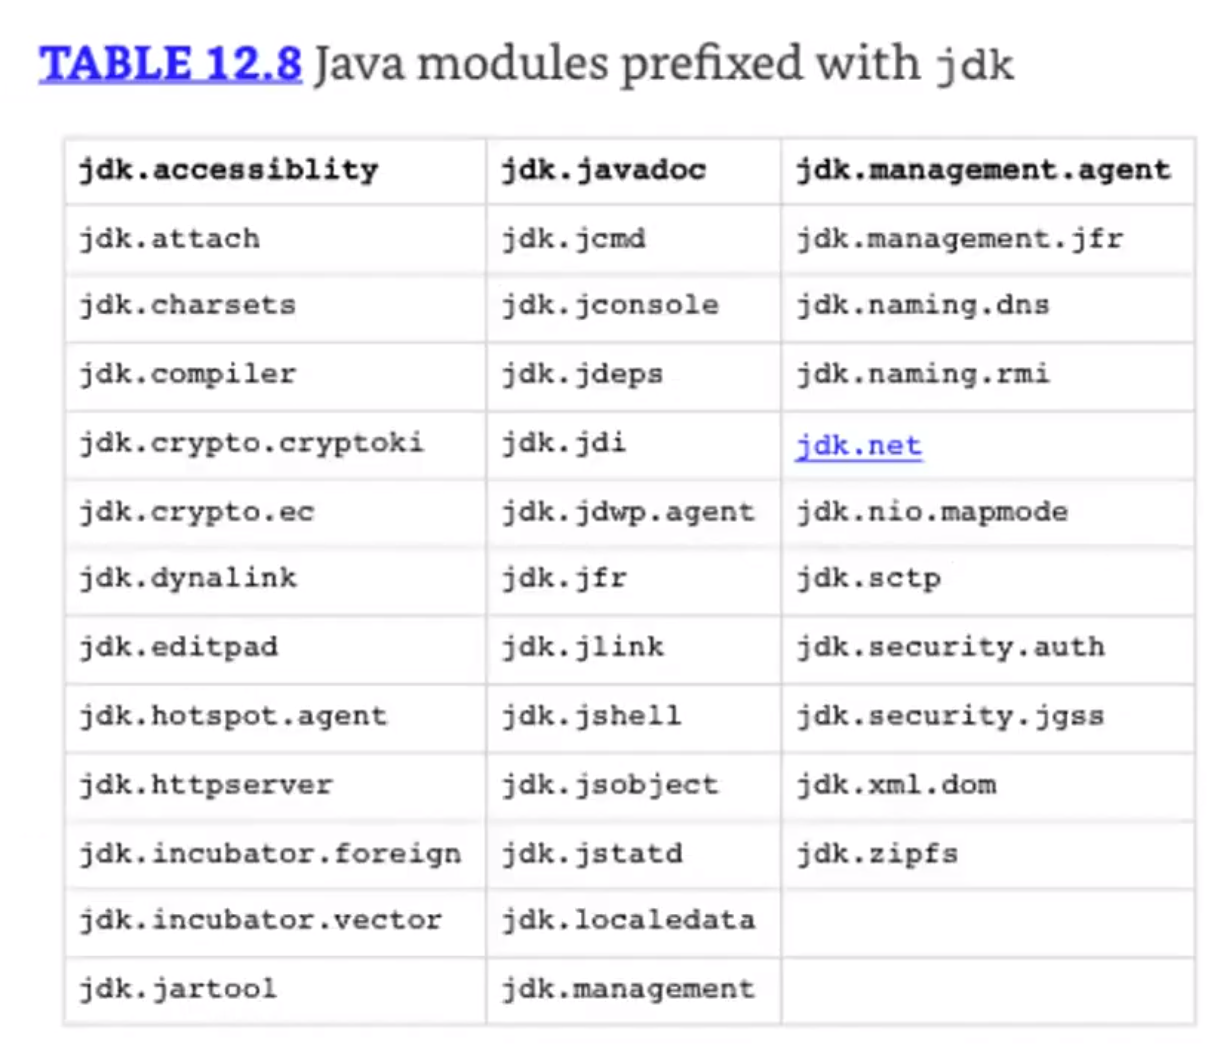 TABLE 12.8 Java modules prefixed with jdk
jdk.accessiblity jdk.javadoc jdk.management.agent
jdk.attach jdk.jcmd jdk.management.jfr
jdk.charsets jdk.jconsole jdk.naming.dns
jdk.compiler jdk.jdeps jdk.naming.rmi
jdk.crypto.cryptoki jdk.jdi jdk.net
jdk.crypto.ec jdk.jdwp.agent jdk.nio.mapmode
jdk.dynalink jdk.jfr jdk.sctp
jdk.editpad jdk.jlink jdk.security.auth
jdk.hotspot.agent jdk.jshell jdk.security.jgss
jdk.httpserver jdk.jsobject jdk.xml.dom
jdk.incubator.foreign jdk.jstatd jdk.zipfs
jdk.incubator.vector jdk.localedata
jdk.jartool jdk.management